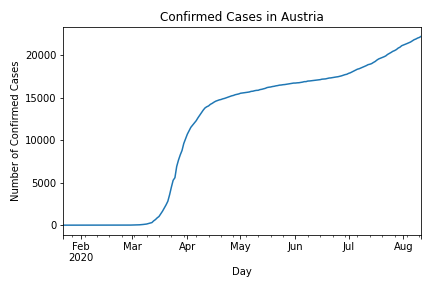 Confirmed Cases in Austria
Number of Confirmed Cases
20000
15000
10000
5000
0
Feb Mar Apr May Jun Jul Aug
2020
Day